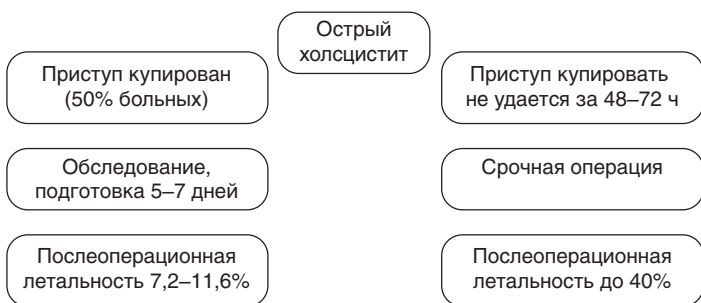 Острый
холсцистит
Приступ купирован
(50% больных)
Приступ купировать
не удается за 48–72 ч
Обследование,
подготовка 5–7 дней
Срочная операция
Послеоперационная
летальность 7,2–11,6%
Послеоперационная
летальность до 40%